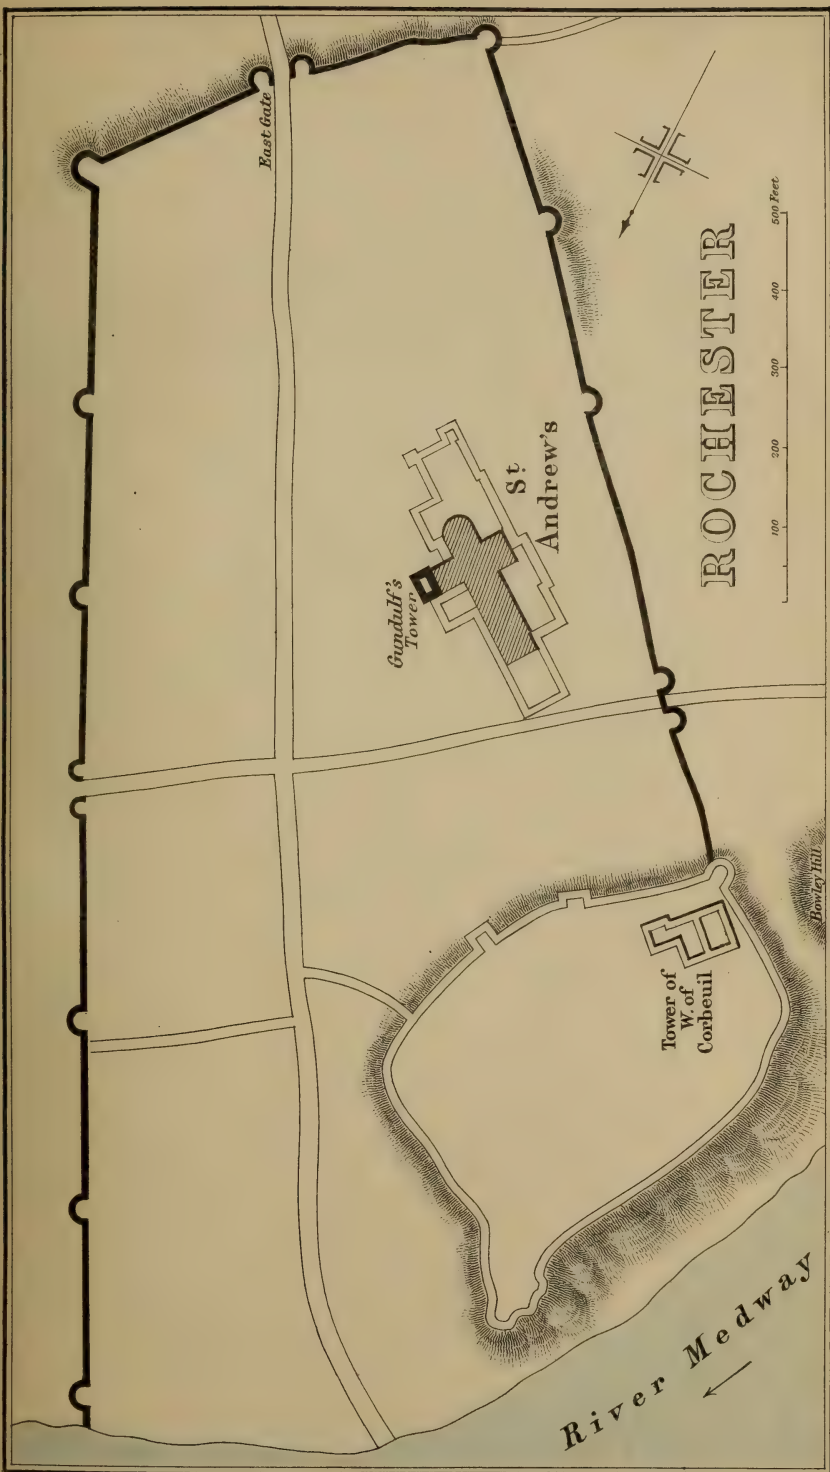 ROCHESTER
500 Feet
400
300
200
100
East Gate
Gundulf's
Tower
St.
Andrew's
Tower of
W. of
Corbeuil
Bowley Hill
River Medway